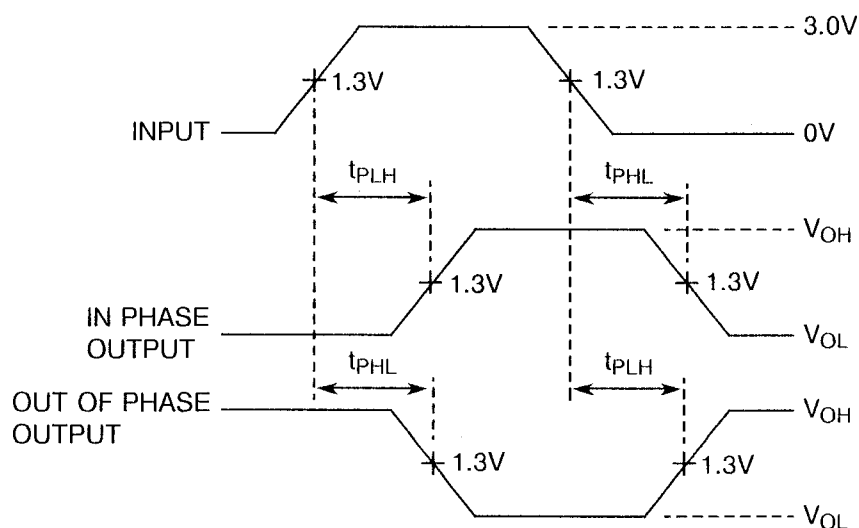 3.0V
1.3V
1.3V
INPUT
0V
tPLH
tPHL
VOH
1.3V
1.3V
IN PHASE
OUTPUT
VOL
tPHL
tPLH
OUT OF PHASE
OUTPUT
VOH
1.3V
1.3V
VOL